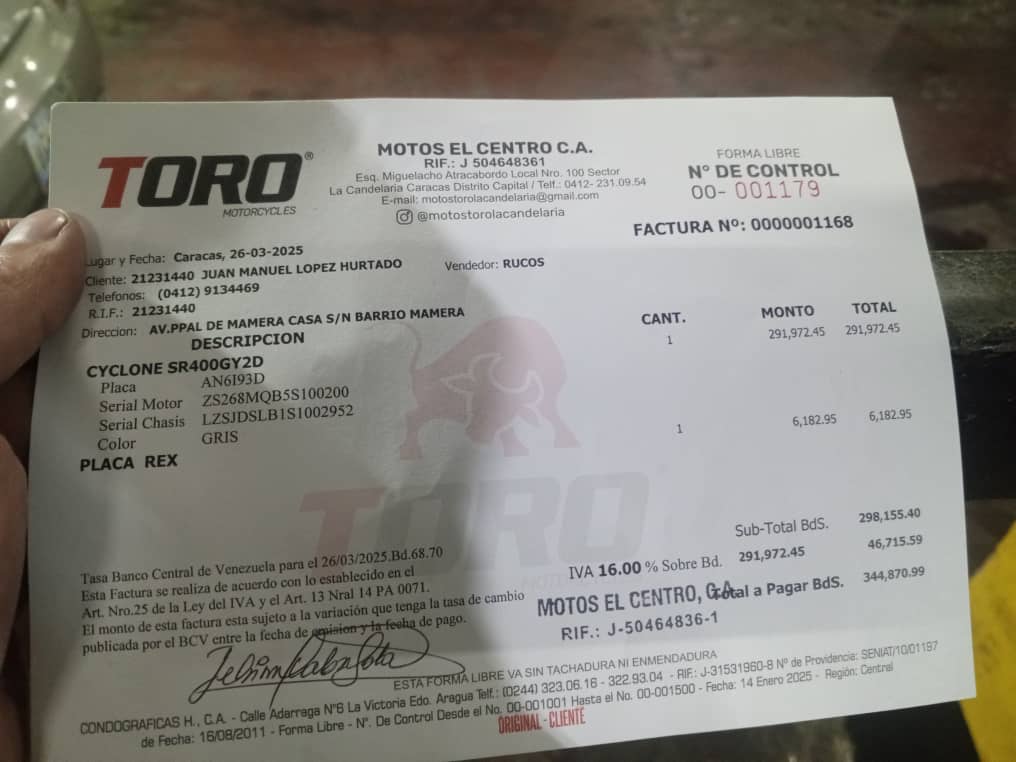 TORO®
MOTORCYCLES
MOTOS EL CENTRO C.A.
RIF.: J 504648361
Esq. Miguelacho Atracabordo Local Nro. 100 Sector
La Candelaria Caracas Distrito Capital / Telf.: 0412- 231.09.54
E-mail: motostorolacandelaria@gmail.com
@motostorolacandelaria
FORMA LIBRE
Nº DE CONTROL
00- 001179
FACTURA Nº: 0000001168
Lugar y Fecha: Caracas, 26-03-2025
Cliente: 21231440 JUAN MANUEL LOPEZ HURTADO
Vendedor: RUCOS
Telefonos: (0412) 9134469
R.I.F.: 21231440
Direccion: AV.PPAL DE MAMERA CASA S/N BARRIO MAMERA
DESCRIPCION CANT. MONTO TOTAL
CYCLONE SR400GY2D 1 291,972.45 291,972.45
Placa AN6I93D
Serial Motor ZS268MQB5S100200
Serial Chasis LZSJDSLB1S1002952
Color GRIS
PLACA REX 1 6,182.95 6,182.95
TORO
Sub-Total BdS. 298,155.40
IVA 16.00 % Sobre Bd. 291,972.45 46,715.59
Total a Pagar BdS. 344,870.99
Tasa Banco Central de Venezuela para el 26/03/2025.Bd.68.70
Esta Factura se realiza de acuerdo con lo establecido en el
Art. Nro.25 de la Ley del IVA y el Art. 13 Nral 14 PA 0071.
El monto de esta factura esta sujeto a la variación que tenga la tasa de cambio
publicada por el BCV entre la fecha de emision y la fecha de pago.
MOTOS EL CENTRO, C.A.
RIF.: J-50464836-1
ESTA FORMA LIBRE VA SIN TACHADURA NI ENMENDADURA
CONDOGRAFICAS H., C.A. - Calle Adarraga N°6 La Victoria Edo. Aragua Telf.: (0244) 323.06.16 - 322.93.04 - RIF.: J-31531960-8 Nº de Providencia: SENIAT/10/01197
de Fecha: 16/08/2011 - Forma Libre - N°. De Control Desde el No. 00-001001 Hasta el No. 00-001500 - Fecha: 14 Enero 2025 - Región: Central
ORIGINAL - CLIENTE